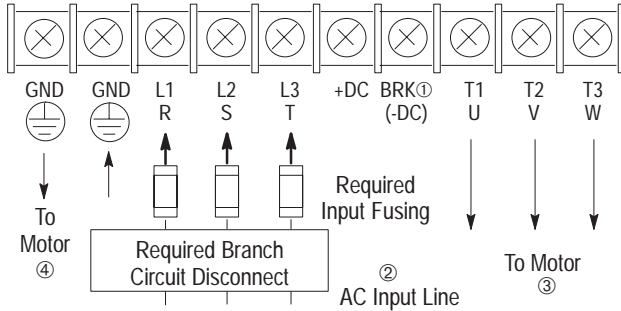 GND GND L1 L2 L3 +DC BRK① T1 T2 T3
R S T (-DC) U V W
Required
Input Fusing
To
Motor
④
Required Branch
Circuit Disconnect
②
AC Input Line
To Motor
③